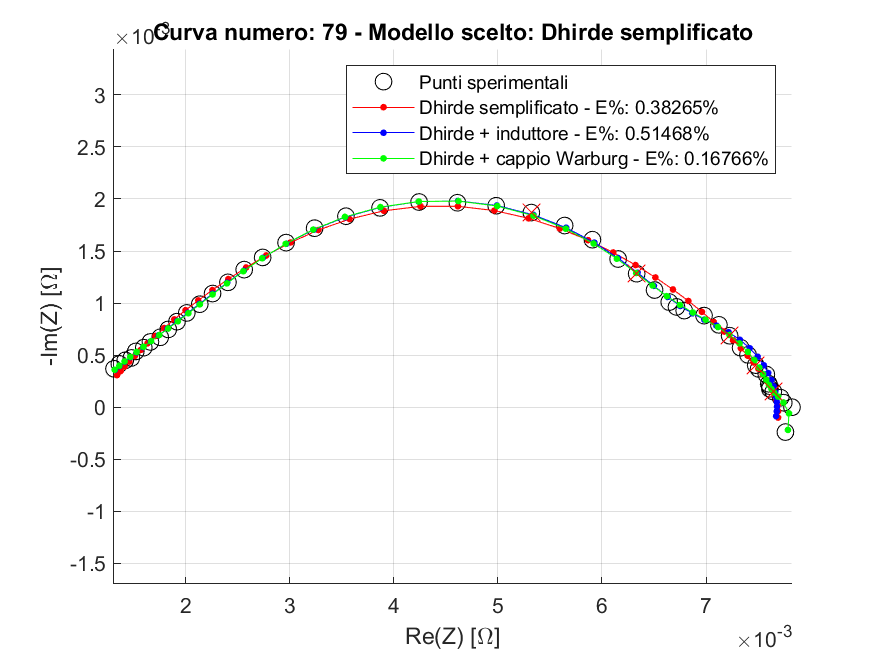 ×10⁻³
Curva numero: 79 - Modello scelto: Dhirde semplificato
Punti sperimentali
Dhirde semplificato - E%: 0.38265%
Dhirde + induttore - E%: 0.51468%
Dhirde + cappio Warburg - E%: 0.16766%
-Im(Z) [Ω]
3
2.5
2
1.5
1
0.5
0
-0.5
-1
-1.5
2 3 4 5 6 7
Re(Z) [Ω]
×10⁻³